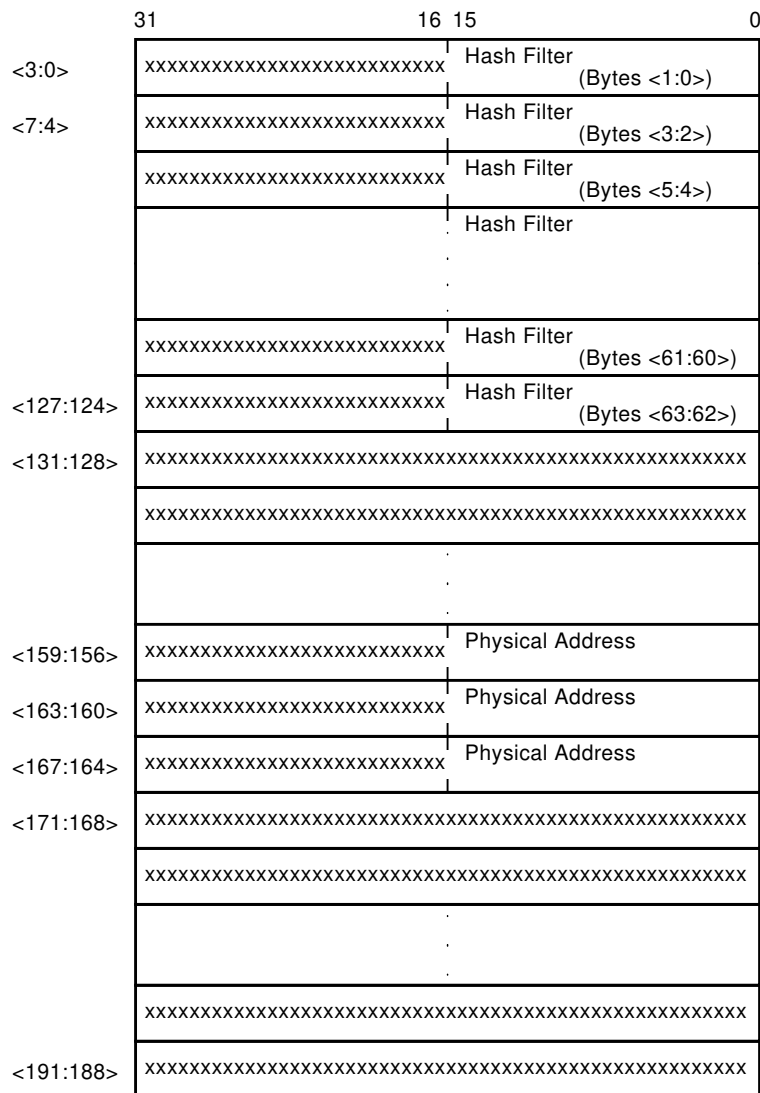 31 16 15 0
<3:0> xxxxxxxxxxxxxxxxxxxxxxxxxxx Hash Filter
(Bytes <1:0>)
<7:4> xxxxxxxxxxxxxxxxxxxxxxxxxxx Hash Filter
(Bytes <3:2>)
xxxxxxxxxxxxxxxxxxxxxxxxxxx Hash Filter
(Bytes <5:4>)
Hash Filter
xxxxxxxxxxxxxxxxxxxxxxxxxxx Hash Filter
(Bytes <61:60>)
<127:124> xxxxxxxxxxxxxxxxxxxxxxxxxxx Hash Filter
(Bytes <63:62>)
<131:128> xxxxxxxxxxxxxxxxxxxxxxxxxxxxxxxxxxxxxxxxxxxxxxxxxxxxxx
xxxxxxxxxxxxxxxxxxxxxxxxxxxxxxxxxxxxxxxxxxxxxxxxxxxxxx
<159:156> xxxxxxxxxxxxxxxxxxxxxxxxxxx Physical Address
<163:160> xxxxxxxxxxxxxxxxxxxxxxxxxxx Physical Address
<167:164> xxxxxxxxxxxxxxxxxxxxxxxxxxx Physical Address
<171:168> xxxxxxxxxxxxxxxxxxxxxxxxxxxxxxxxxxxxxxxxxxxxxxxxxxxxxx
xxxxxxxxxxxxxxxxxxxxxxxxxxxxxxxxxxxxxxxxxxxxxxxxxxxxxx
xxxxxxxxxxxxxxxxxxxxxxxxxxxxxxxxxxxxxxxxxxxxxxxxxxxxxx
<191:188> xxxxxxxxxxxxxxxxxxxxxxxxxxxxxxxxxxxxxxxxxxxxxxxxxxxxxx